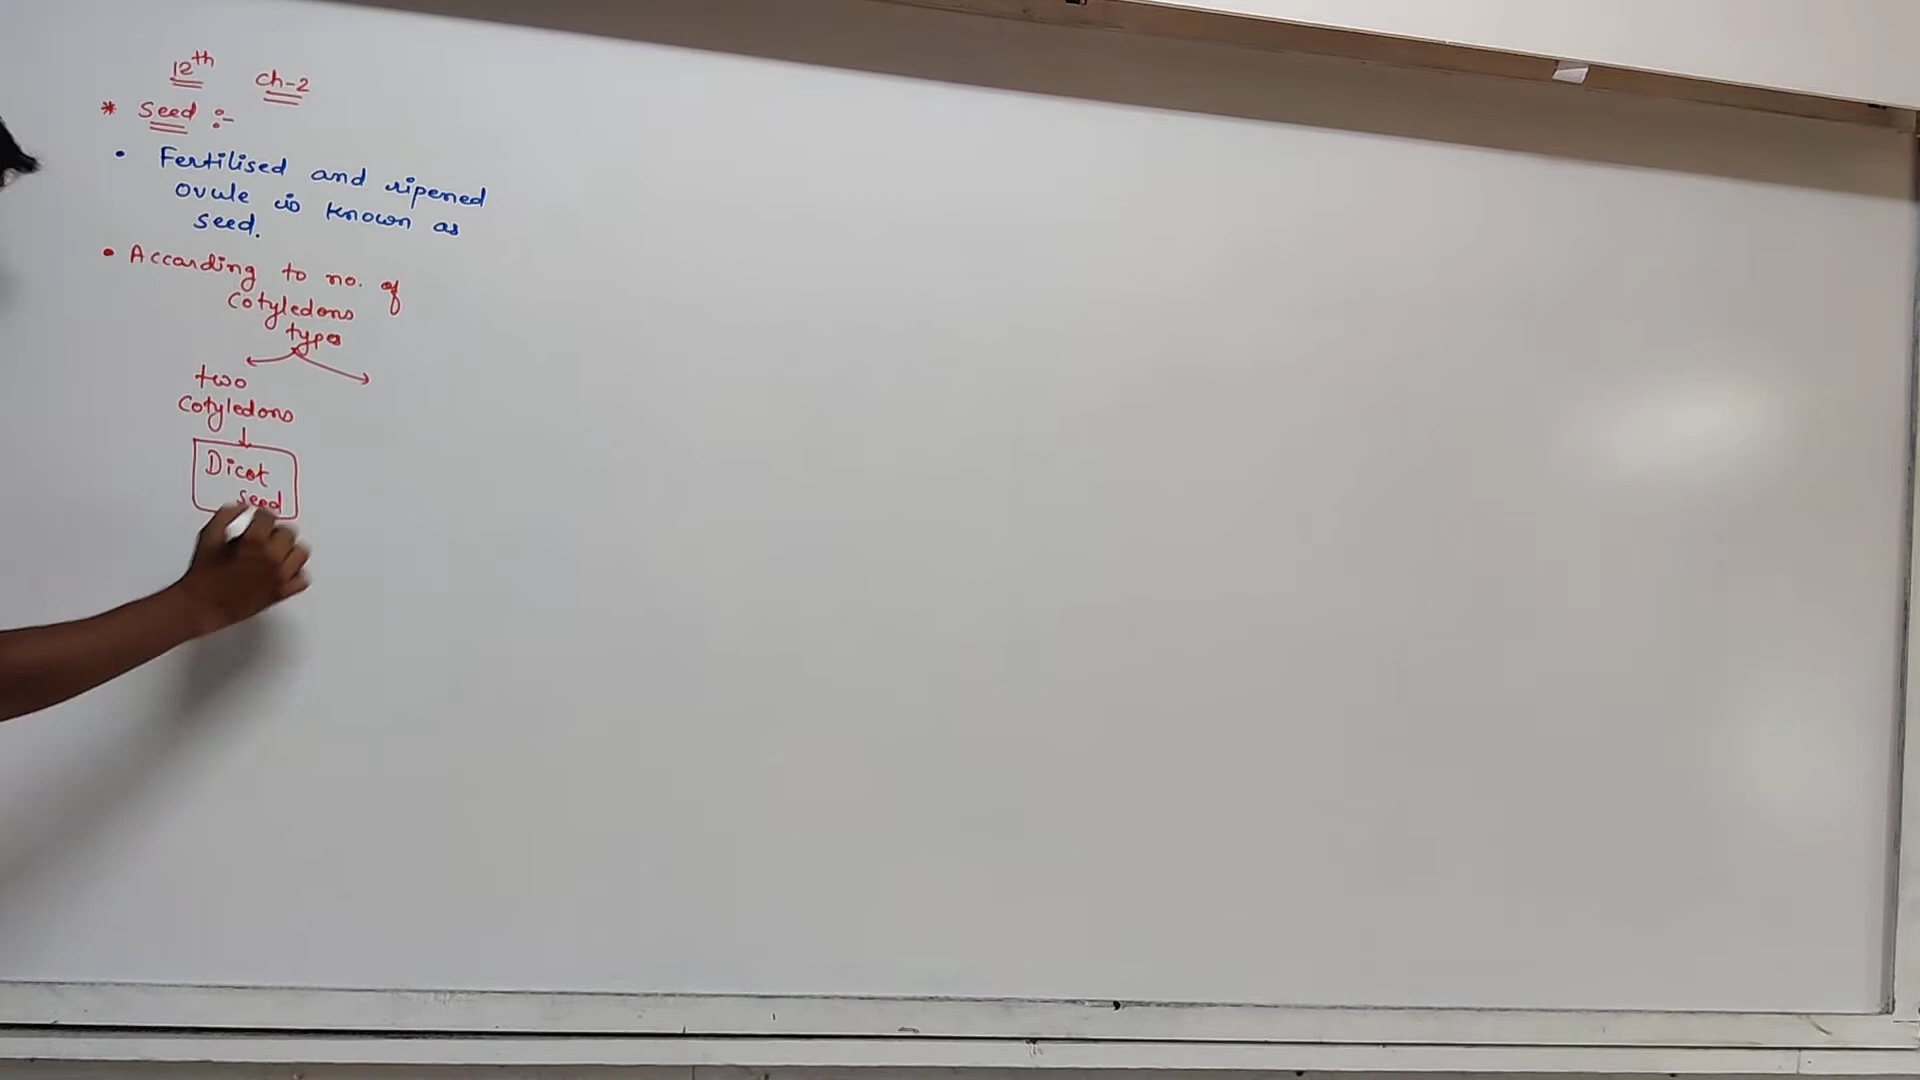 12th ch-2
* Seed :-
• Fertilised and ripened
ovule is known as
seed.
• According to no. of
cotyledons
type
two
cotyledons
Dicot
seed